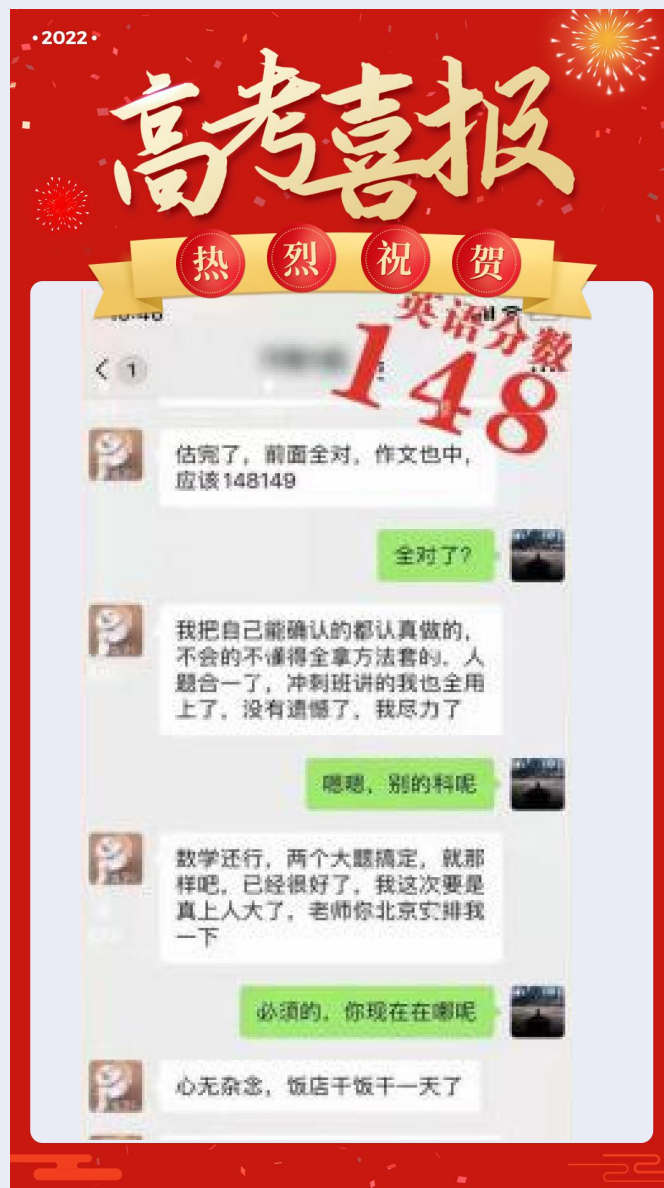 ·2022·
高考喜报
热烈祝贺
英语分数
148
1
估完了，前面全对，作文也中，
应该148149
全对了？
我把自己能确认的都认真做的，
不会的不懂得全拿方法套的，人
题合一了，冲刺班讲的我也全用
上了，没有遗憾了，我尽力了
嗯嗯，别的科呢
数学还行，两个大题搞定，就那
样吧，已经很好了，我这次要是
真上人大了，老师你北京安排我
一下
必须的，你现在在哪呢
心无杂念，饭店干饭干一天了